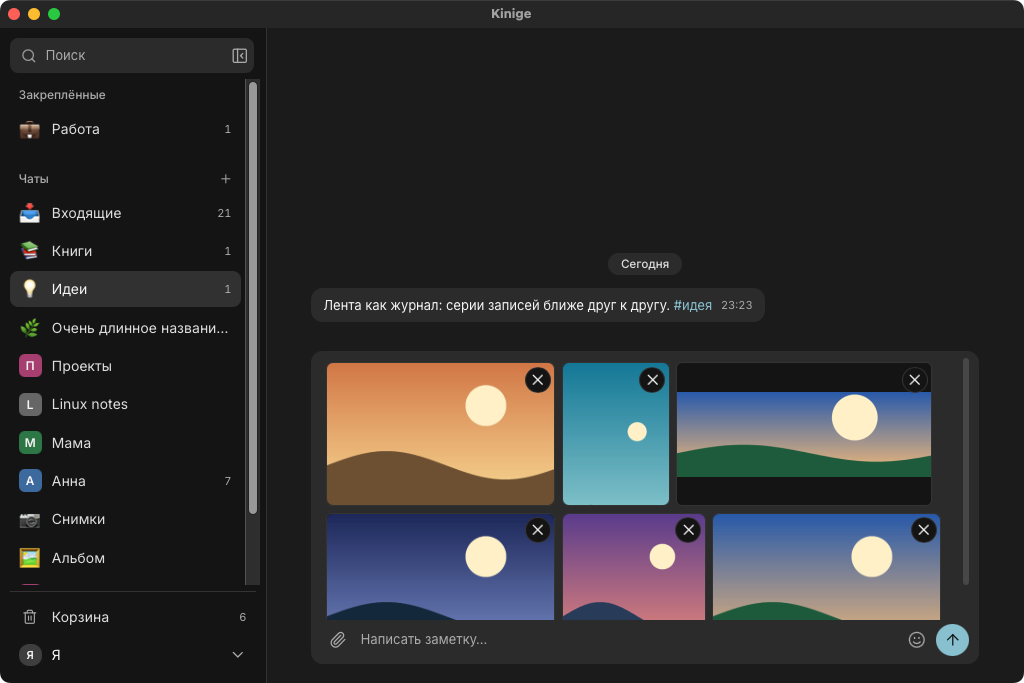 Kinige
Поиск
Закреплённые
Работа 1
Чаты
Входящие 21
Книги 1
Идеи 1
Очень длинное названи...
П Проекты
L Linux notes
М Мама
А Анна 7
Снимки
Альбом
Корзина 6
Я Я
Сегодня
Лента как журнал: серии записей ближе друг к другу. #идея 23:23
Написать заметку...